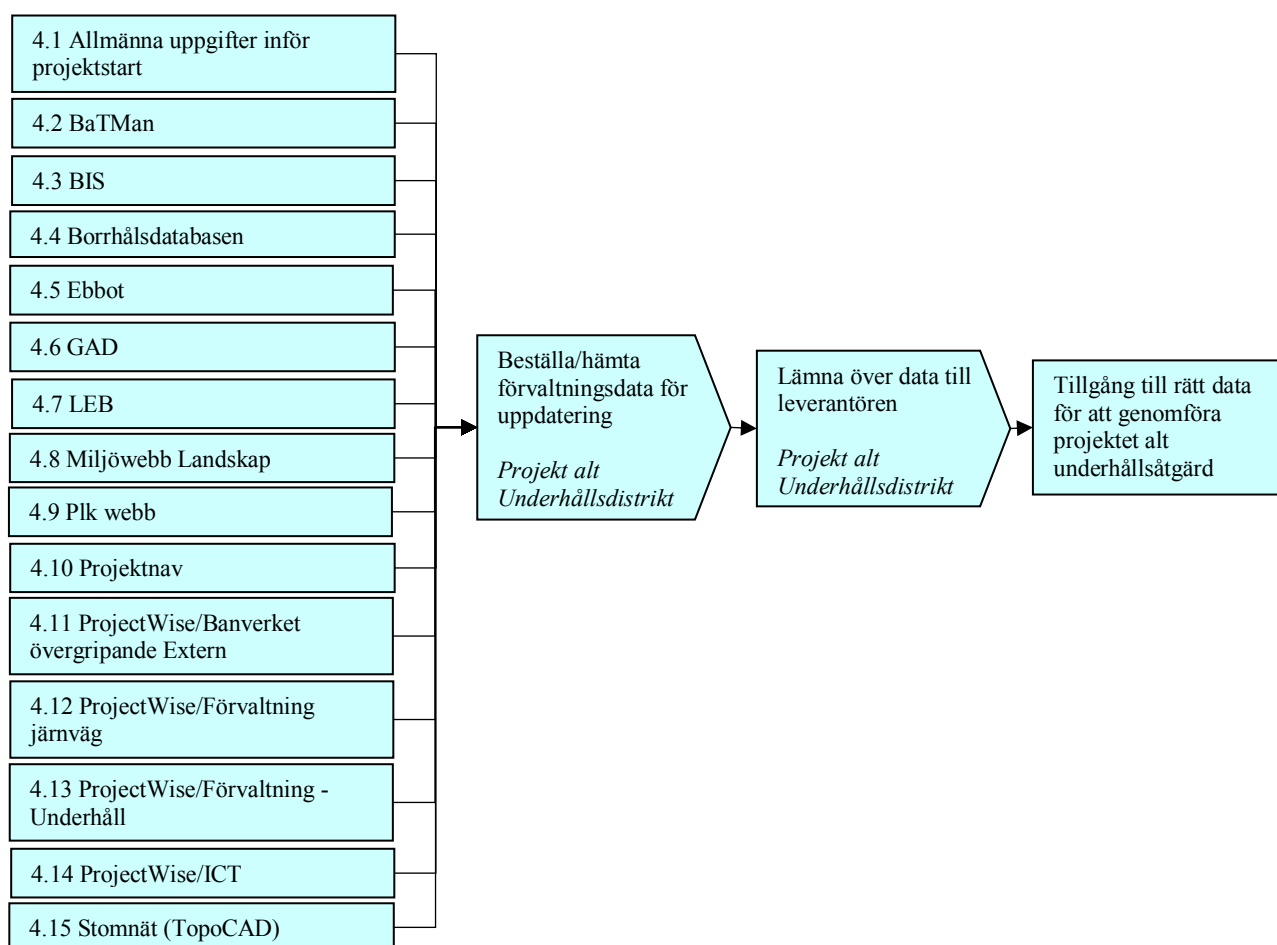 4.1 Allmänna uppgifter inför
projektstart
4.2 BaTMan
4.3 BIS
4.4 Borrhålsdatabasen
4.5 Ebbot
4.6 GAD
4.7 LEB
4.8 Miljöwebb Landskap
4.9 Plk webb
4.10 Projektnav
4.11 ProjectWise/Banverket
övergripande Extern
4.12 ProjectWise/Förvaltning
järnväg
4.13 ProjectWise/Förvaltning -
Underhåll
4.14 ProjectWise/ICT
4.15 Stomnät (TopoCAD)
Beställa/hämta
förvaltningsdata för
uppdatering
Projekt alt
Underhållsdistrikt
Lämna över data till
leverantören
Projekt alt
Underhållsdistrikt
Tillgång till rätt data
för att genomföra
projektet alt
underhållsåtgärd